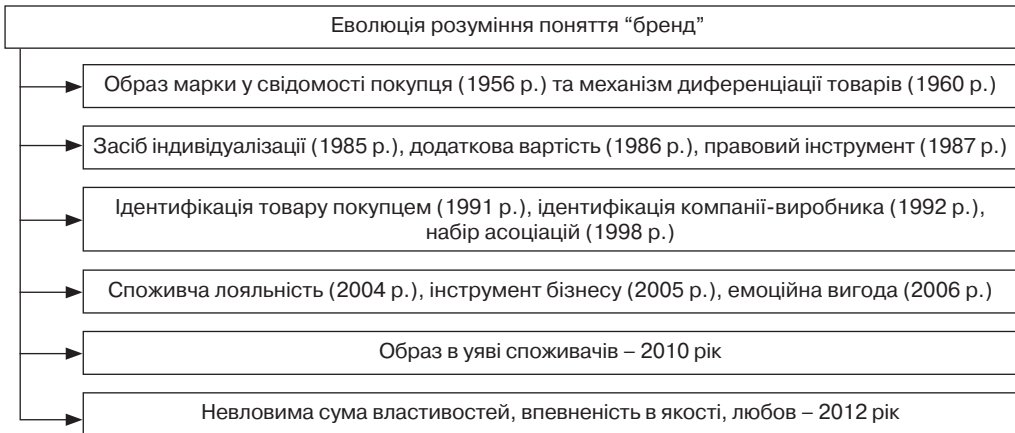 Еволюція розуміння поняття “бренд”
Образ марки у свідомості покупця (1956 р.) та механізм диференціації товарів (1960 р.)
Засіб індивідуалізації (1985 р.), додаткова вартість (1986 р.), правовий інструмент (1987 р.)
Ідентифікація товару покупцем (1991 р.), ідентифікація компанії-виробника (1992 р.),
набір асоціацій (1998 р.)
Споживча лояльність (2004 р.), інструмент бізнесу (2005 р.), емоційна вигода (2006 р.)
Образ в уяві споживачів – 2010 рік
Невловима сума властивостей, впевненість в якості, любов – 2012 рік